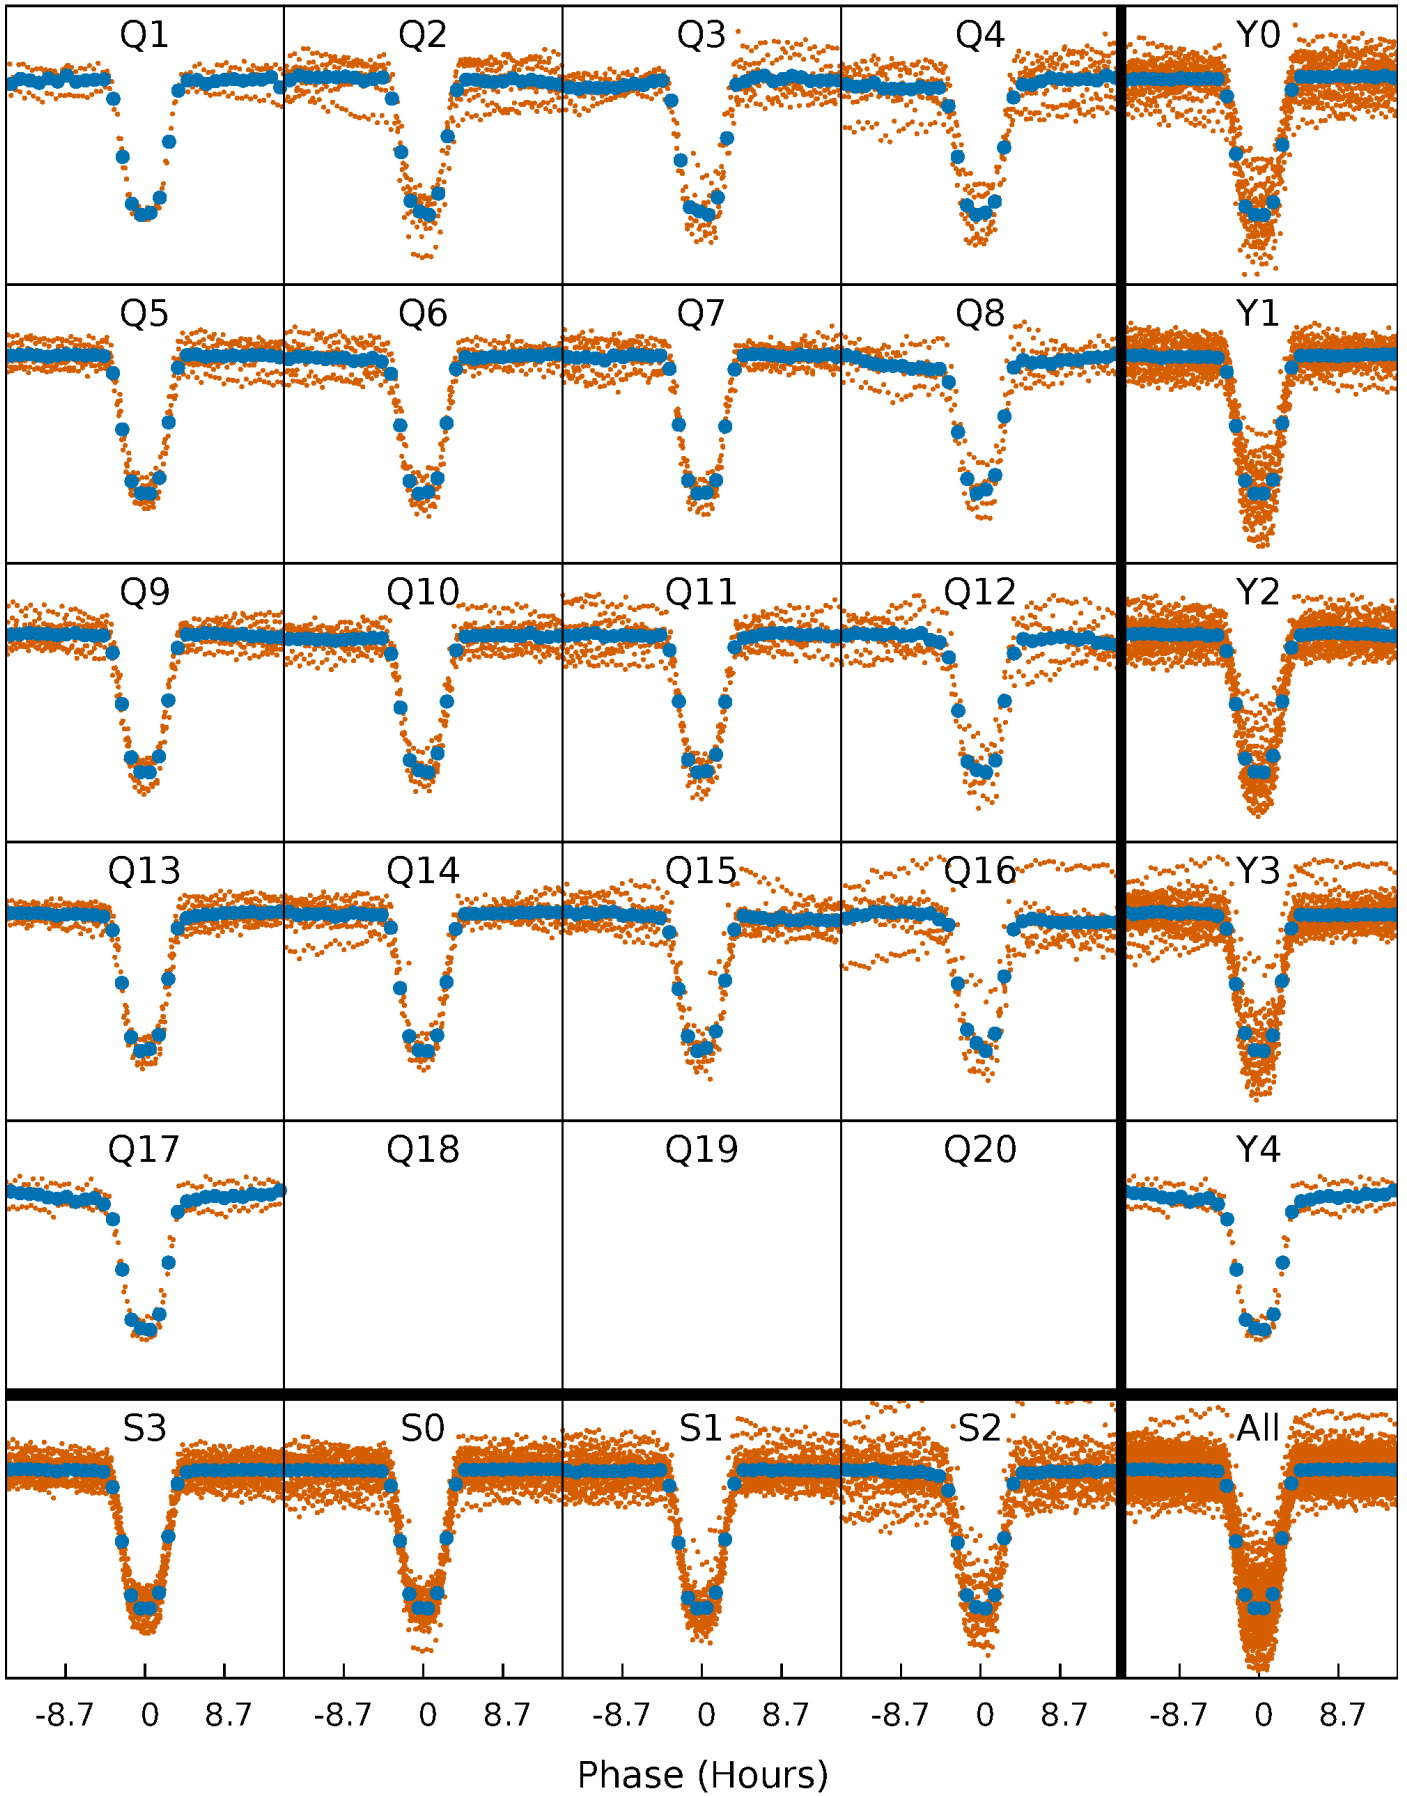 Q1 Q2 Q3 Q4 Y0
Q5 Q6 Q7 Q8 Y1
Q9 Q10 Q11 Q12 Y2
Q13 Q14 Q15 Q16 Y3
Q17 Q18 Q19 Q20 Y4
S3 S0 S1 S2 All
-8.7 0 8.7 -8.7 0 8.7 -8.7 0 8.7 -8.7 0 8.7 -8.7 0 8.7
Phase (Hours)